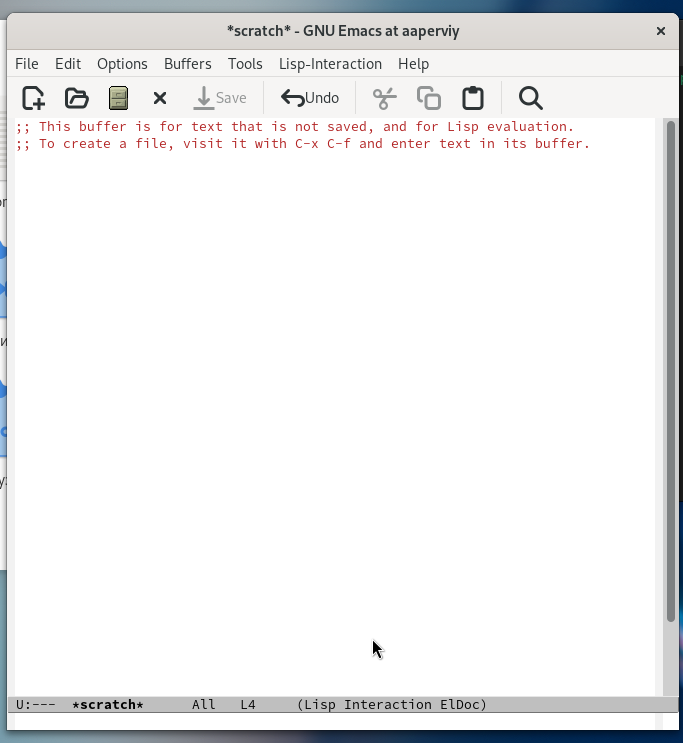 *scratch* - GNU Emacs at aaperviy
File Edit Options Buffers Tools Lisp-Interaction Help
Save Undo
;; This buffer is for text that is not saved, and for Lisp evaluation.
;; To create a file, visit it with C-x C-f and enter text in its buffer.
U:--- *scratch* All L4 (Lisp Interaction ElDoc)